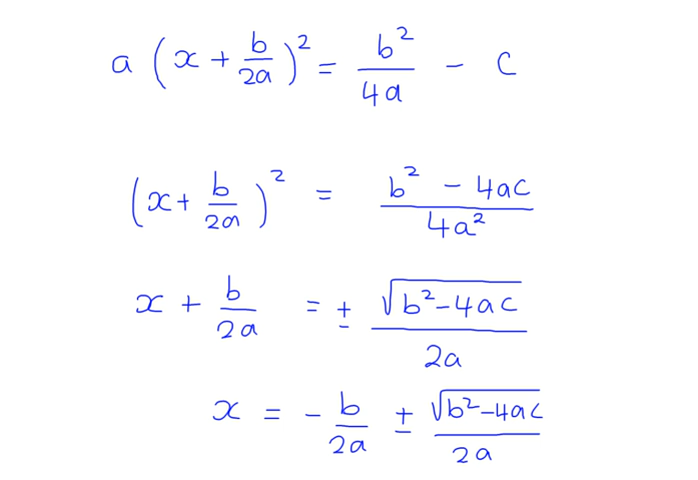 a (x + b/2a)² = b²/4a - c
(x + b/2a)² = b² - 4ac/4a²
x + b/2a = ± √b²-4ac/2a
x = - b/2a ± √b²-4ac/2a